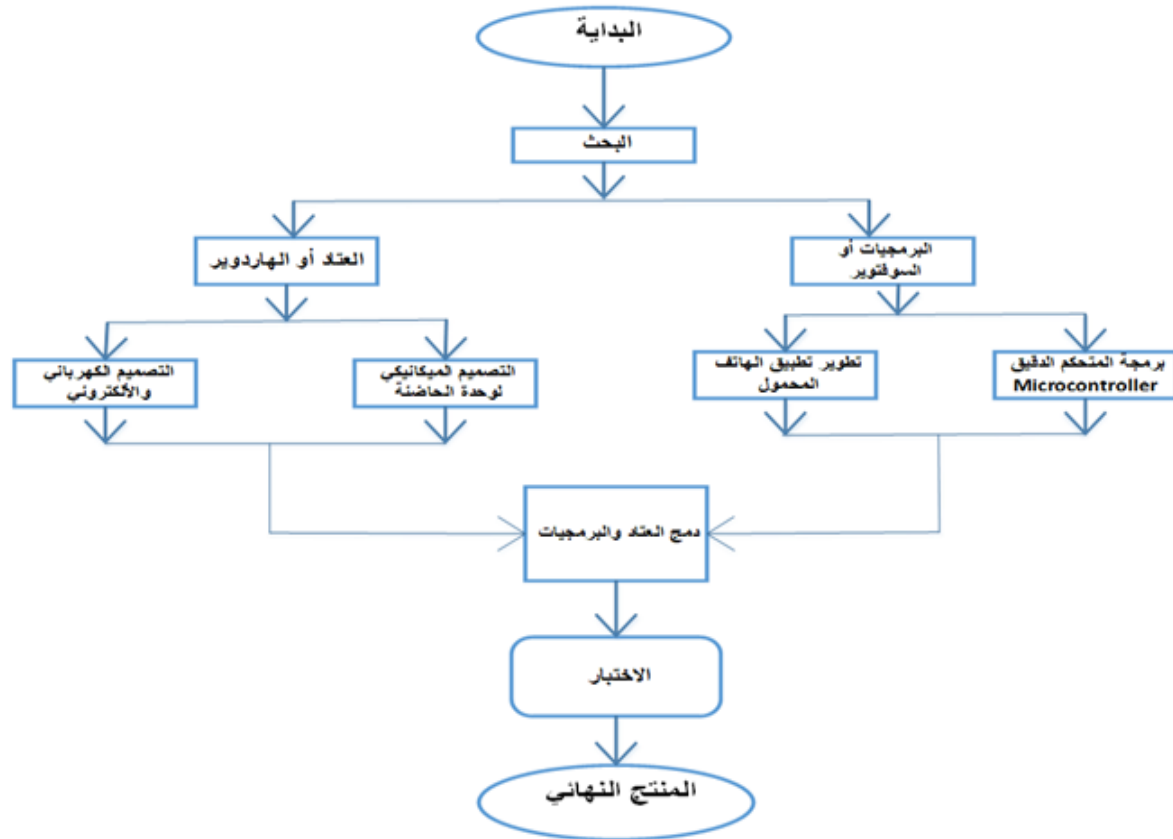 البداية
البحث
العتاد أو الهاردوير
البرمجيات أو
السوفتوير
التصميم الكهربائي
والألكتروني
التصميم الميكانيكي
لوحدة الحاضنة
تطوير تطبيق الهاتف
المحمول
برمجة المتحكم الدقيق
Microcontroller
دمج العتاد والبرمجيات
الاختبار
المنتج النهائي